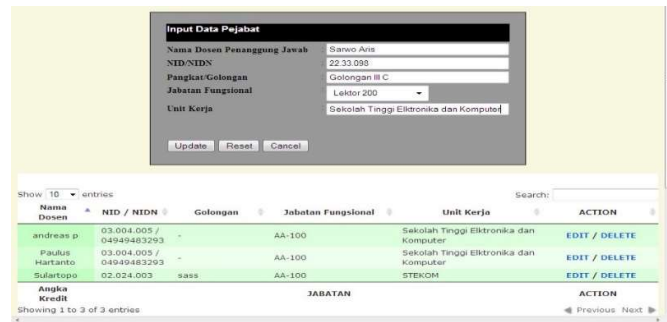 Input Data Pejabat
Nama Dosen Penanggung Jawab Sarwo Aris
NID/NIDN 22.33.098
Pangkat/Golongan Golongan III C
Jabatan Fungsional Lektor 200
Unit Kerja Sekolah Tinggi Elktronika dan Komputer
Update Reset Cancel
Show 10 entries Search:
Nama Dosen NID / NIDN Golongan Jabatan Fungsional Unit Kerja ACTION
andreas p 03.004.005 / 04949483293 - AA-100 Sekolah Tinggi Elktronika dan Komputer EDIT / DELETE
Paulus Hartanto 03.004.005 / 04949483293 - AA-100 Sekolah Tinggi Elktronika dan Komputer EDIT / DELETE
Sulartopo 02.024.003 sass AA-100 STEKOM EDIT / DELETE
Angka Kredit JABATAN ACTION
Showing 1 to 3 of 3 entries Previous Next